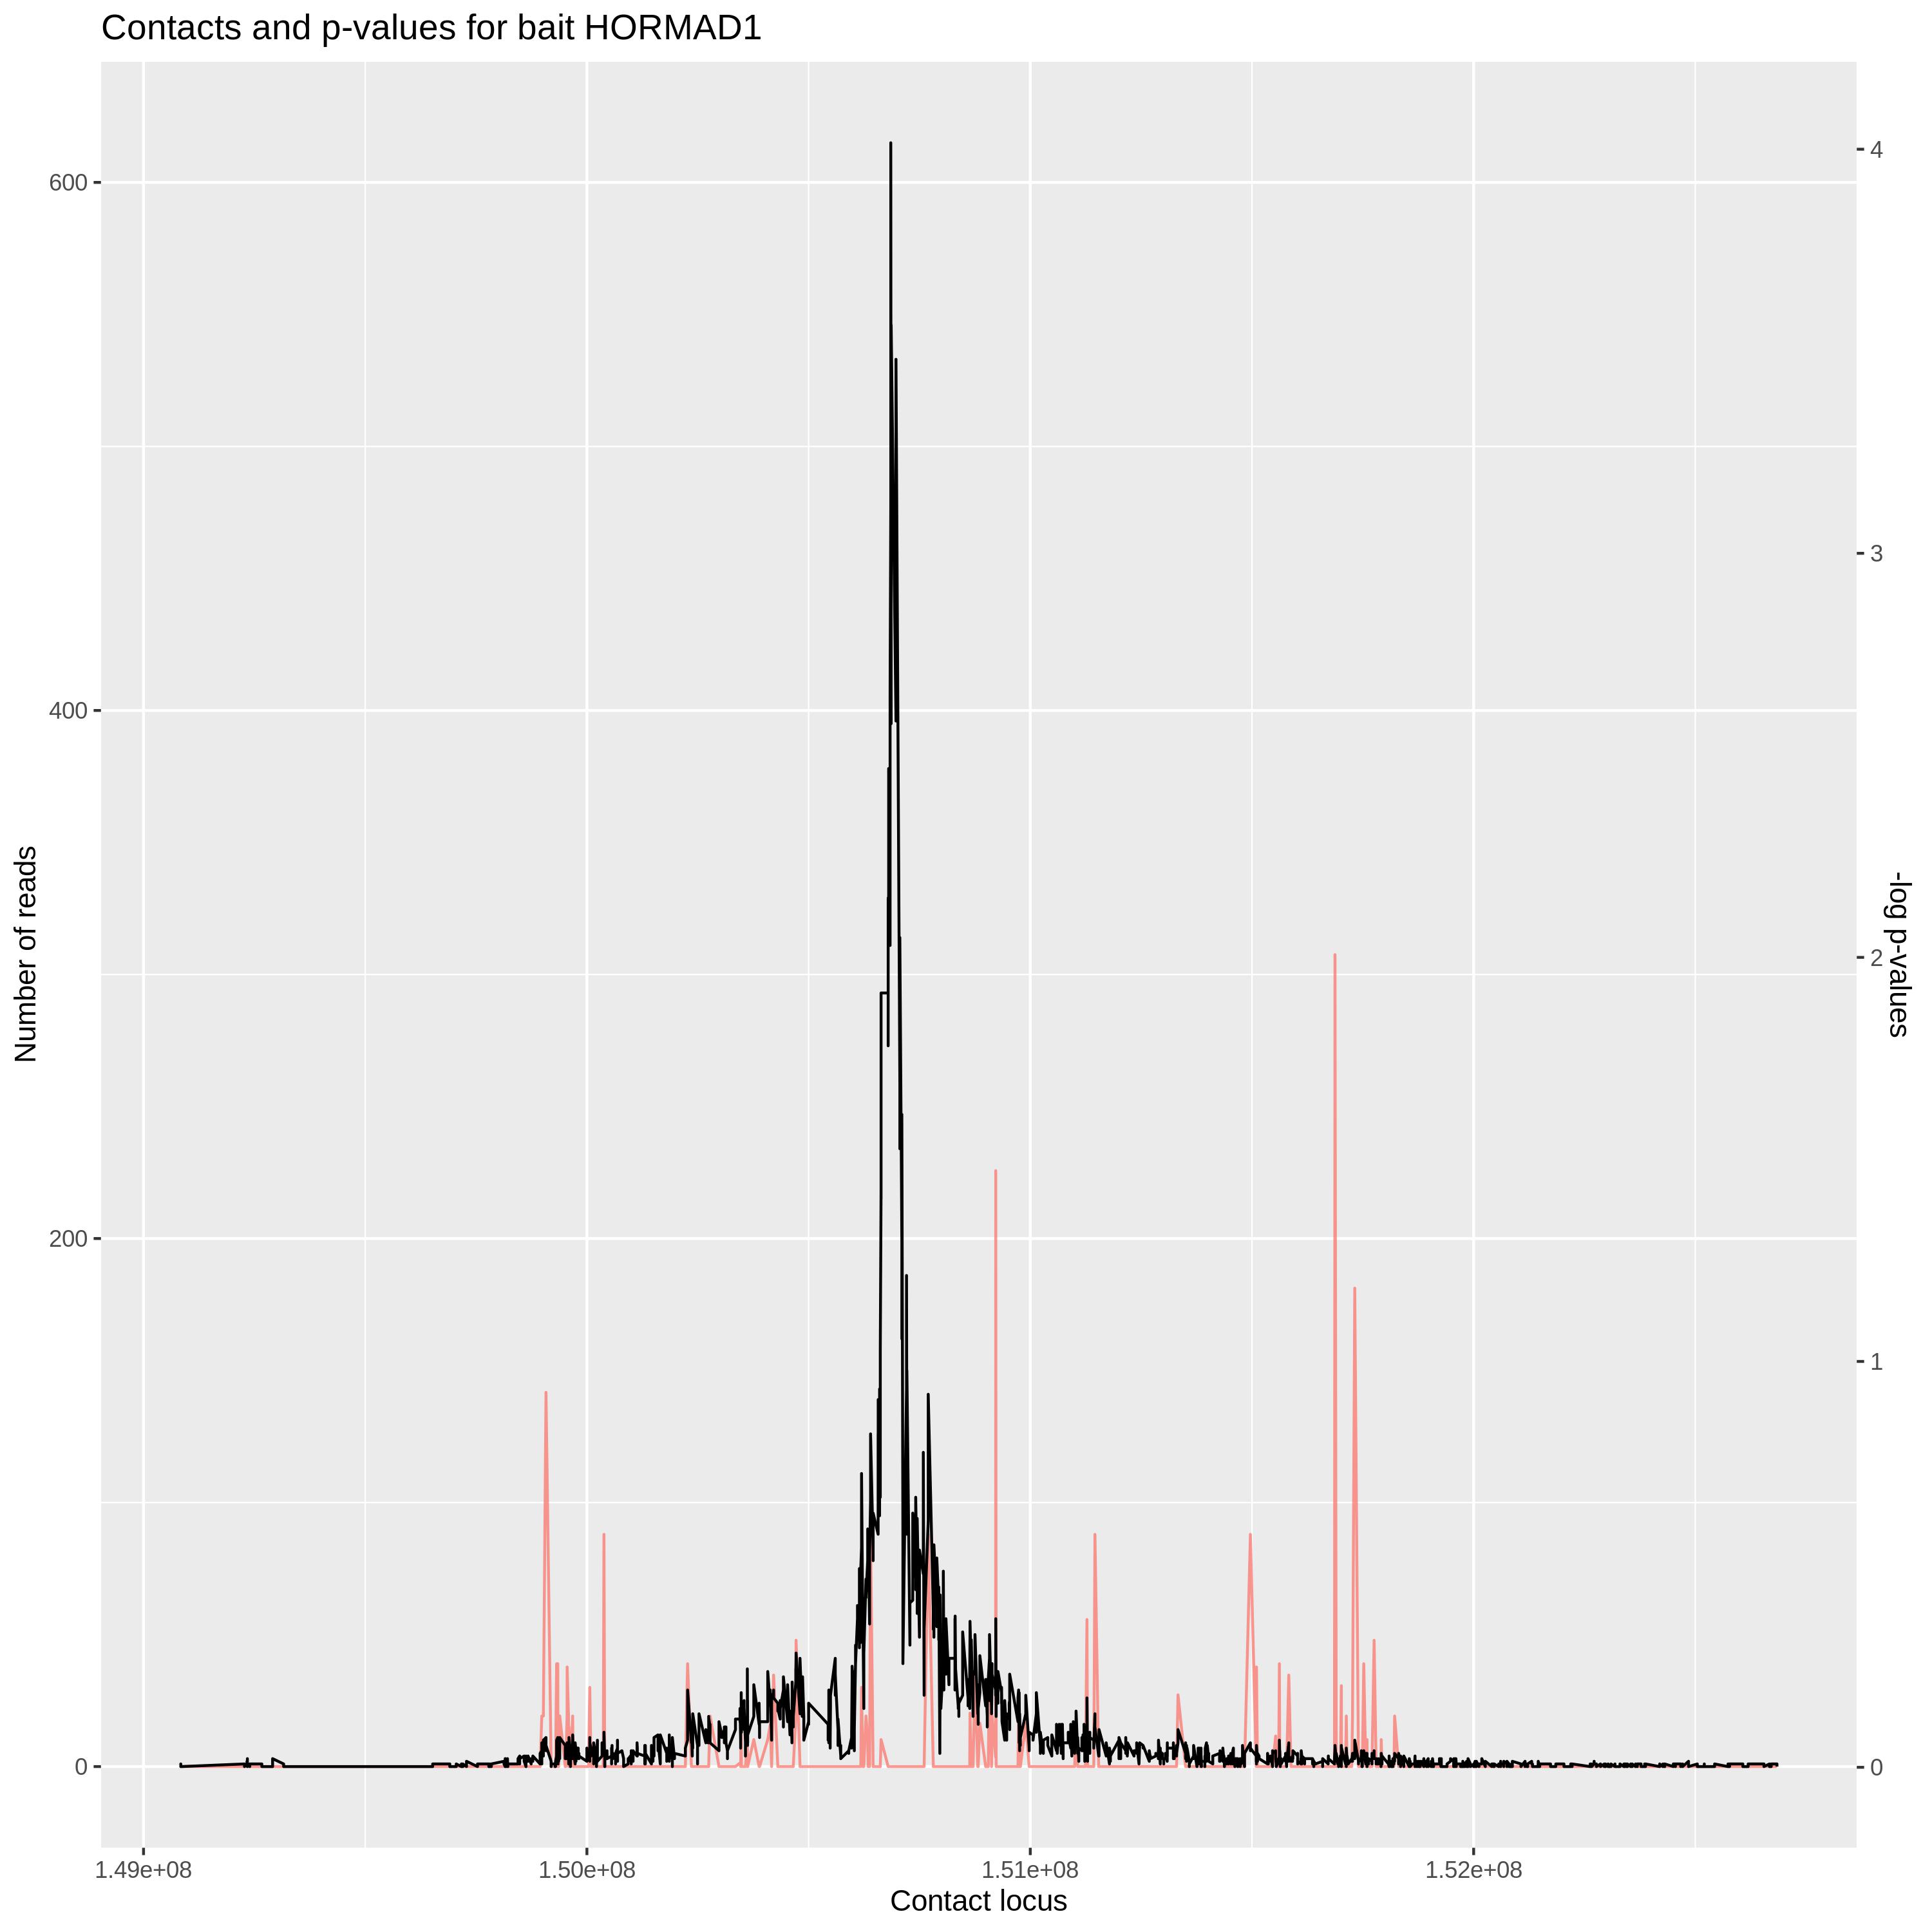 Contacts and p-values for bait HORMAD1
600
400
200
0
4
3
2
1
0
Number of reads
-log p-values
1.49e+08
1.50e+08
1.51e+08
1.52e+08
Contact locus